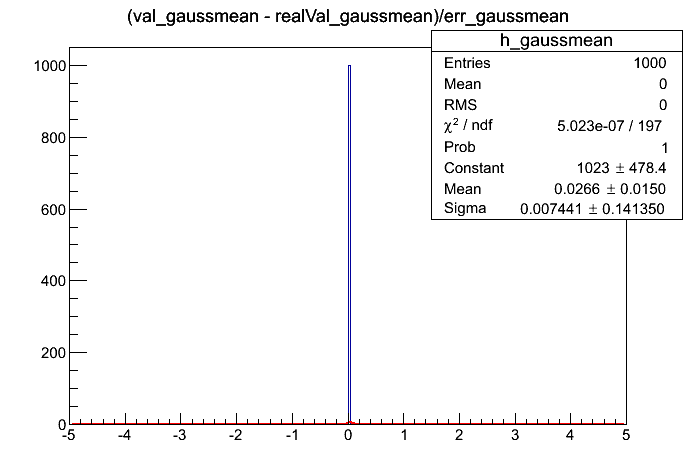 (val_gaussmean - realVal_gaussmean)/err_gaussmean
h_gaussmean
Entries 1000
Mean 0
RMS 0
χ² / ndf 5.023e-07 / 197
Prob 1
Constant 1023 ± 478.4
Mean 0.0266 ± 0.0150
Sigma 0.007441 ± 0.141350
1000
800
600
400
200
0
-5 -4 -3 -2 -1 0 1 2 3 4 5